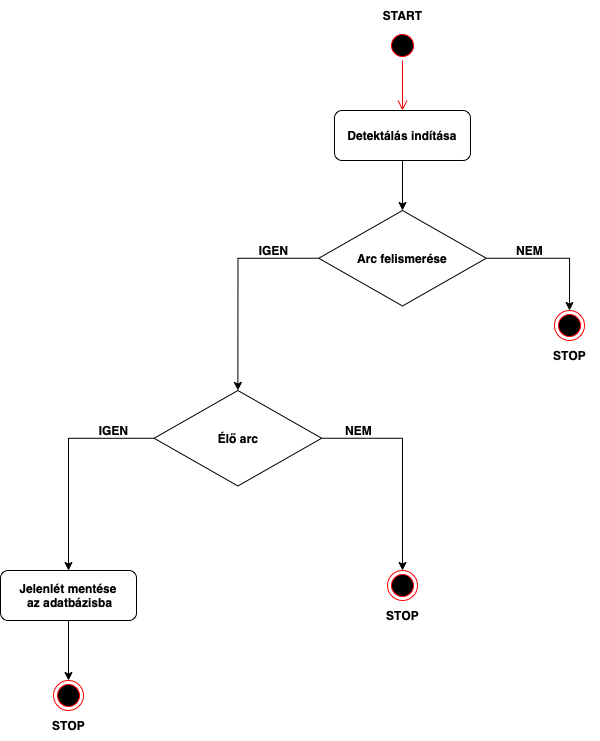 START
Detektálás indítása
Arc felismerése
IGEN
NEM
STOP
Élő arc
IGEN
NEM
Jelenlét mentése
az adatbázisba
STOP
STOP